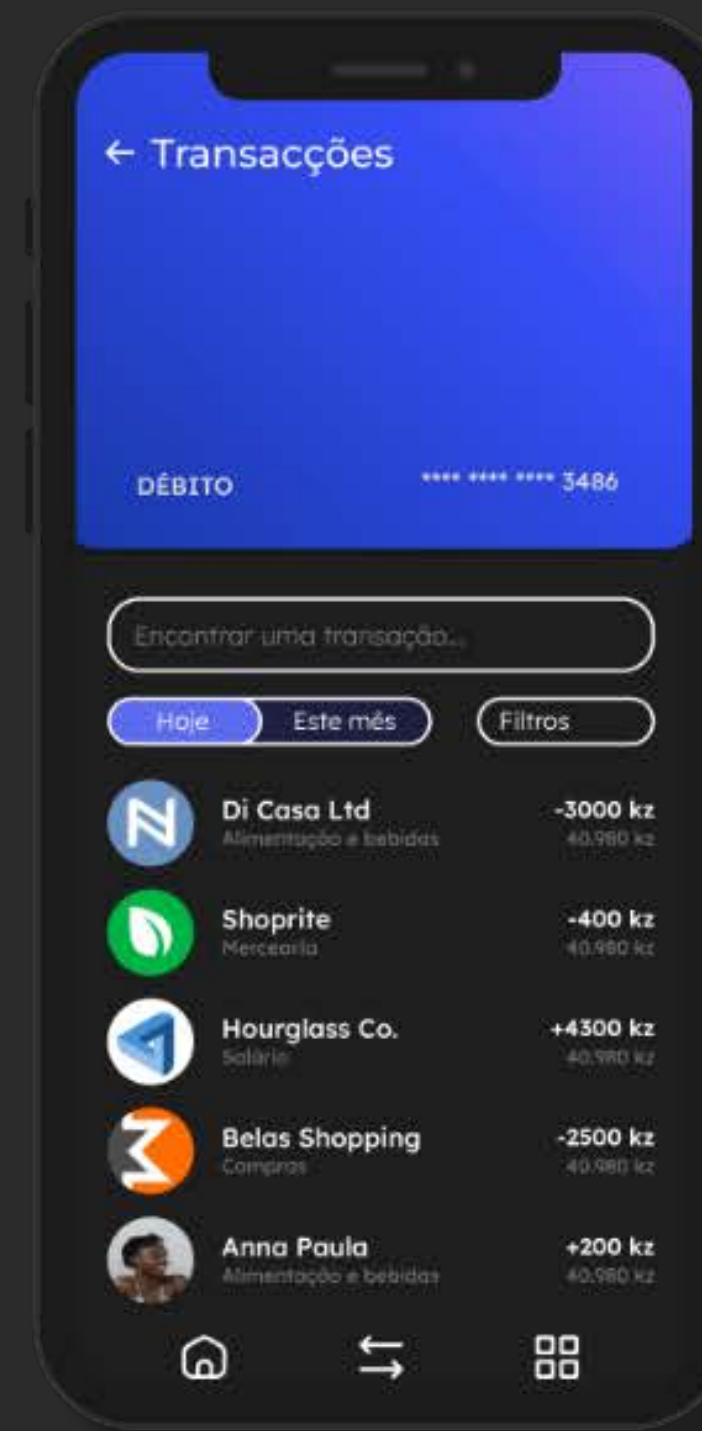 ← Transacções
DÉBITO **** **** **** 3486
Encontrar uma transação...
Hoje Este mês Filtros
Di Casa Ltd -3000 kz
Alimentação e bebidas 40.980 kz
Shoprite -400 kz
Mercearia 40.980 kz
Hourglass Co. +4300 kz
Salário 40.980 kz
Belas Shopping -2500 kz
Compras 40.980 kz
Anna Paula +200 kz
Alimentação e bebidas 40.980 kz